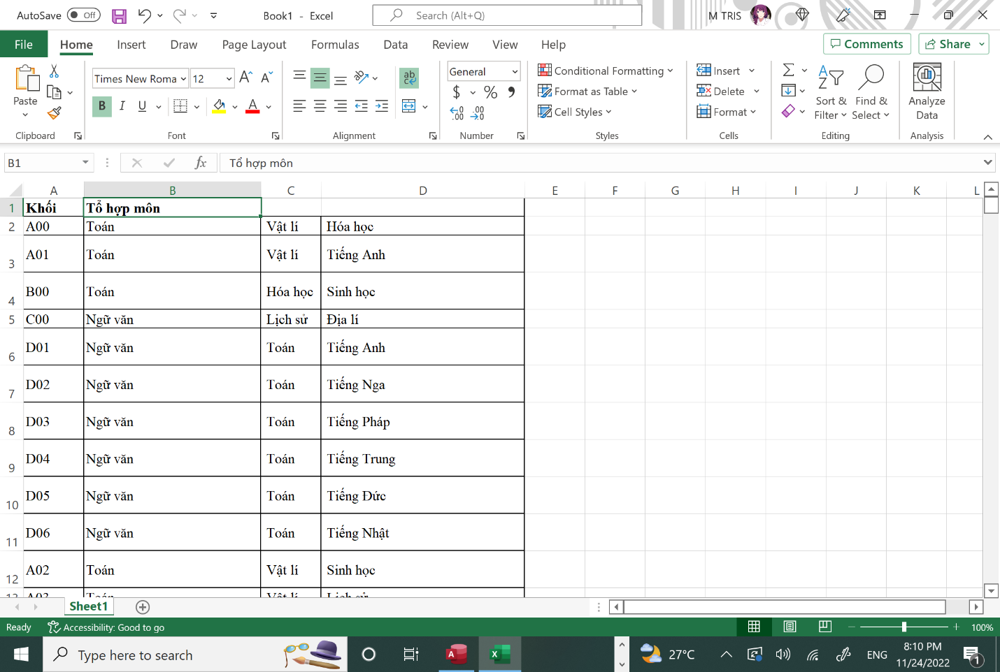 AutoSave Off Book1 - Excel Search (Alt+Q) M TRIS
File Home Insert Draw Page Layout Formulas Data Review View Help Comments Share
Paste
Clipboard
Times New Roma 12
B I U A
Font
ab
Alignment
General
$ % ,
Number
Conditional Formatting
Format as Table
Cell Styles
Styles
Insert
Delete
Format
Cells
Sort & Filter
Find & Select
Editing
Analyze Data
Analysis
B1 fx Tổ hợp môn
A B C D E F G H I J K L
1 Khối Tổ hợp môn
2 A00 Toán Vật lí Hóa học
3 A01 Toán Vật lí Tiếng Anh
4 B00 Toán Hóa học Sinh học
5 C00 Ngữ văn Lịch sử Địa lí
6 D01 Ngữ văn Toán Tiếng Anh
7 D02 Ngữ văn Toán Tiếng Nga
8 D03 Ngữ văn Toán Tiếng Pháp
9 D04 Ngữ văn Toán Tiếng Trung
10 D05 Ngữ văn Toán Tiếng Đức
11 D06 Ngữ văn Toán Tiếng Nhật
12 A02 Toán Vật lí Sinh học
13 A03 Toán Vật lí Lịch sử
Sheet1
Ready Accessibility: Good to go 100%
Type here to search 27°C ENG 8:10 PM
11/24/2022 1